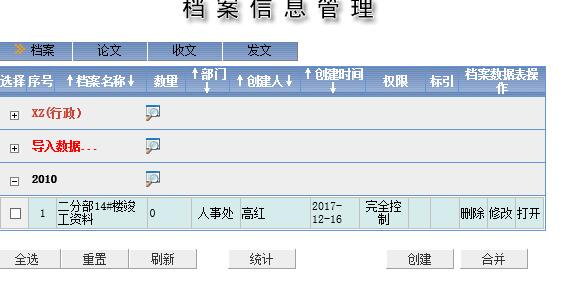 档案信息管理
档案 论文 收文 发文
选择 序号 ↑档案名称↓ 数量 ↑部门↓ ↑创建人↓ ↑创建时间↓ 权限 标引 档案数据表操作
XZ(行政)
导入数据...
2010
1 二分部14#楼竣工资料 0 人事处 高红 2017-12-16 完全控制 删除 修改 打开
全选 重置 刷新 统计 创建 合并